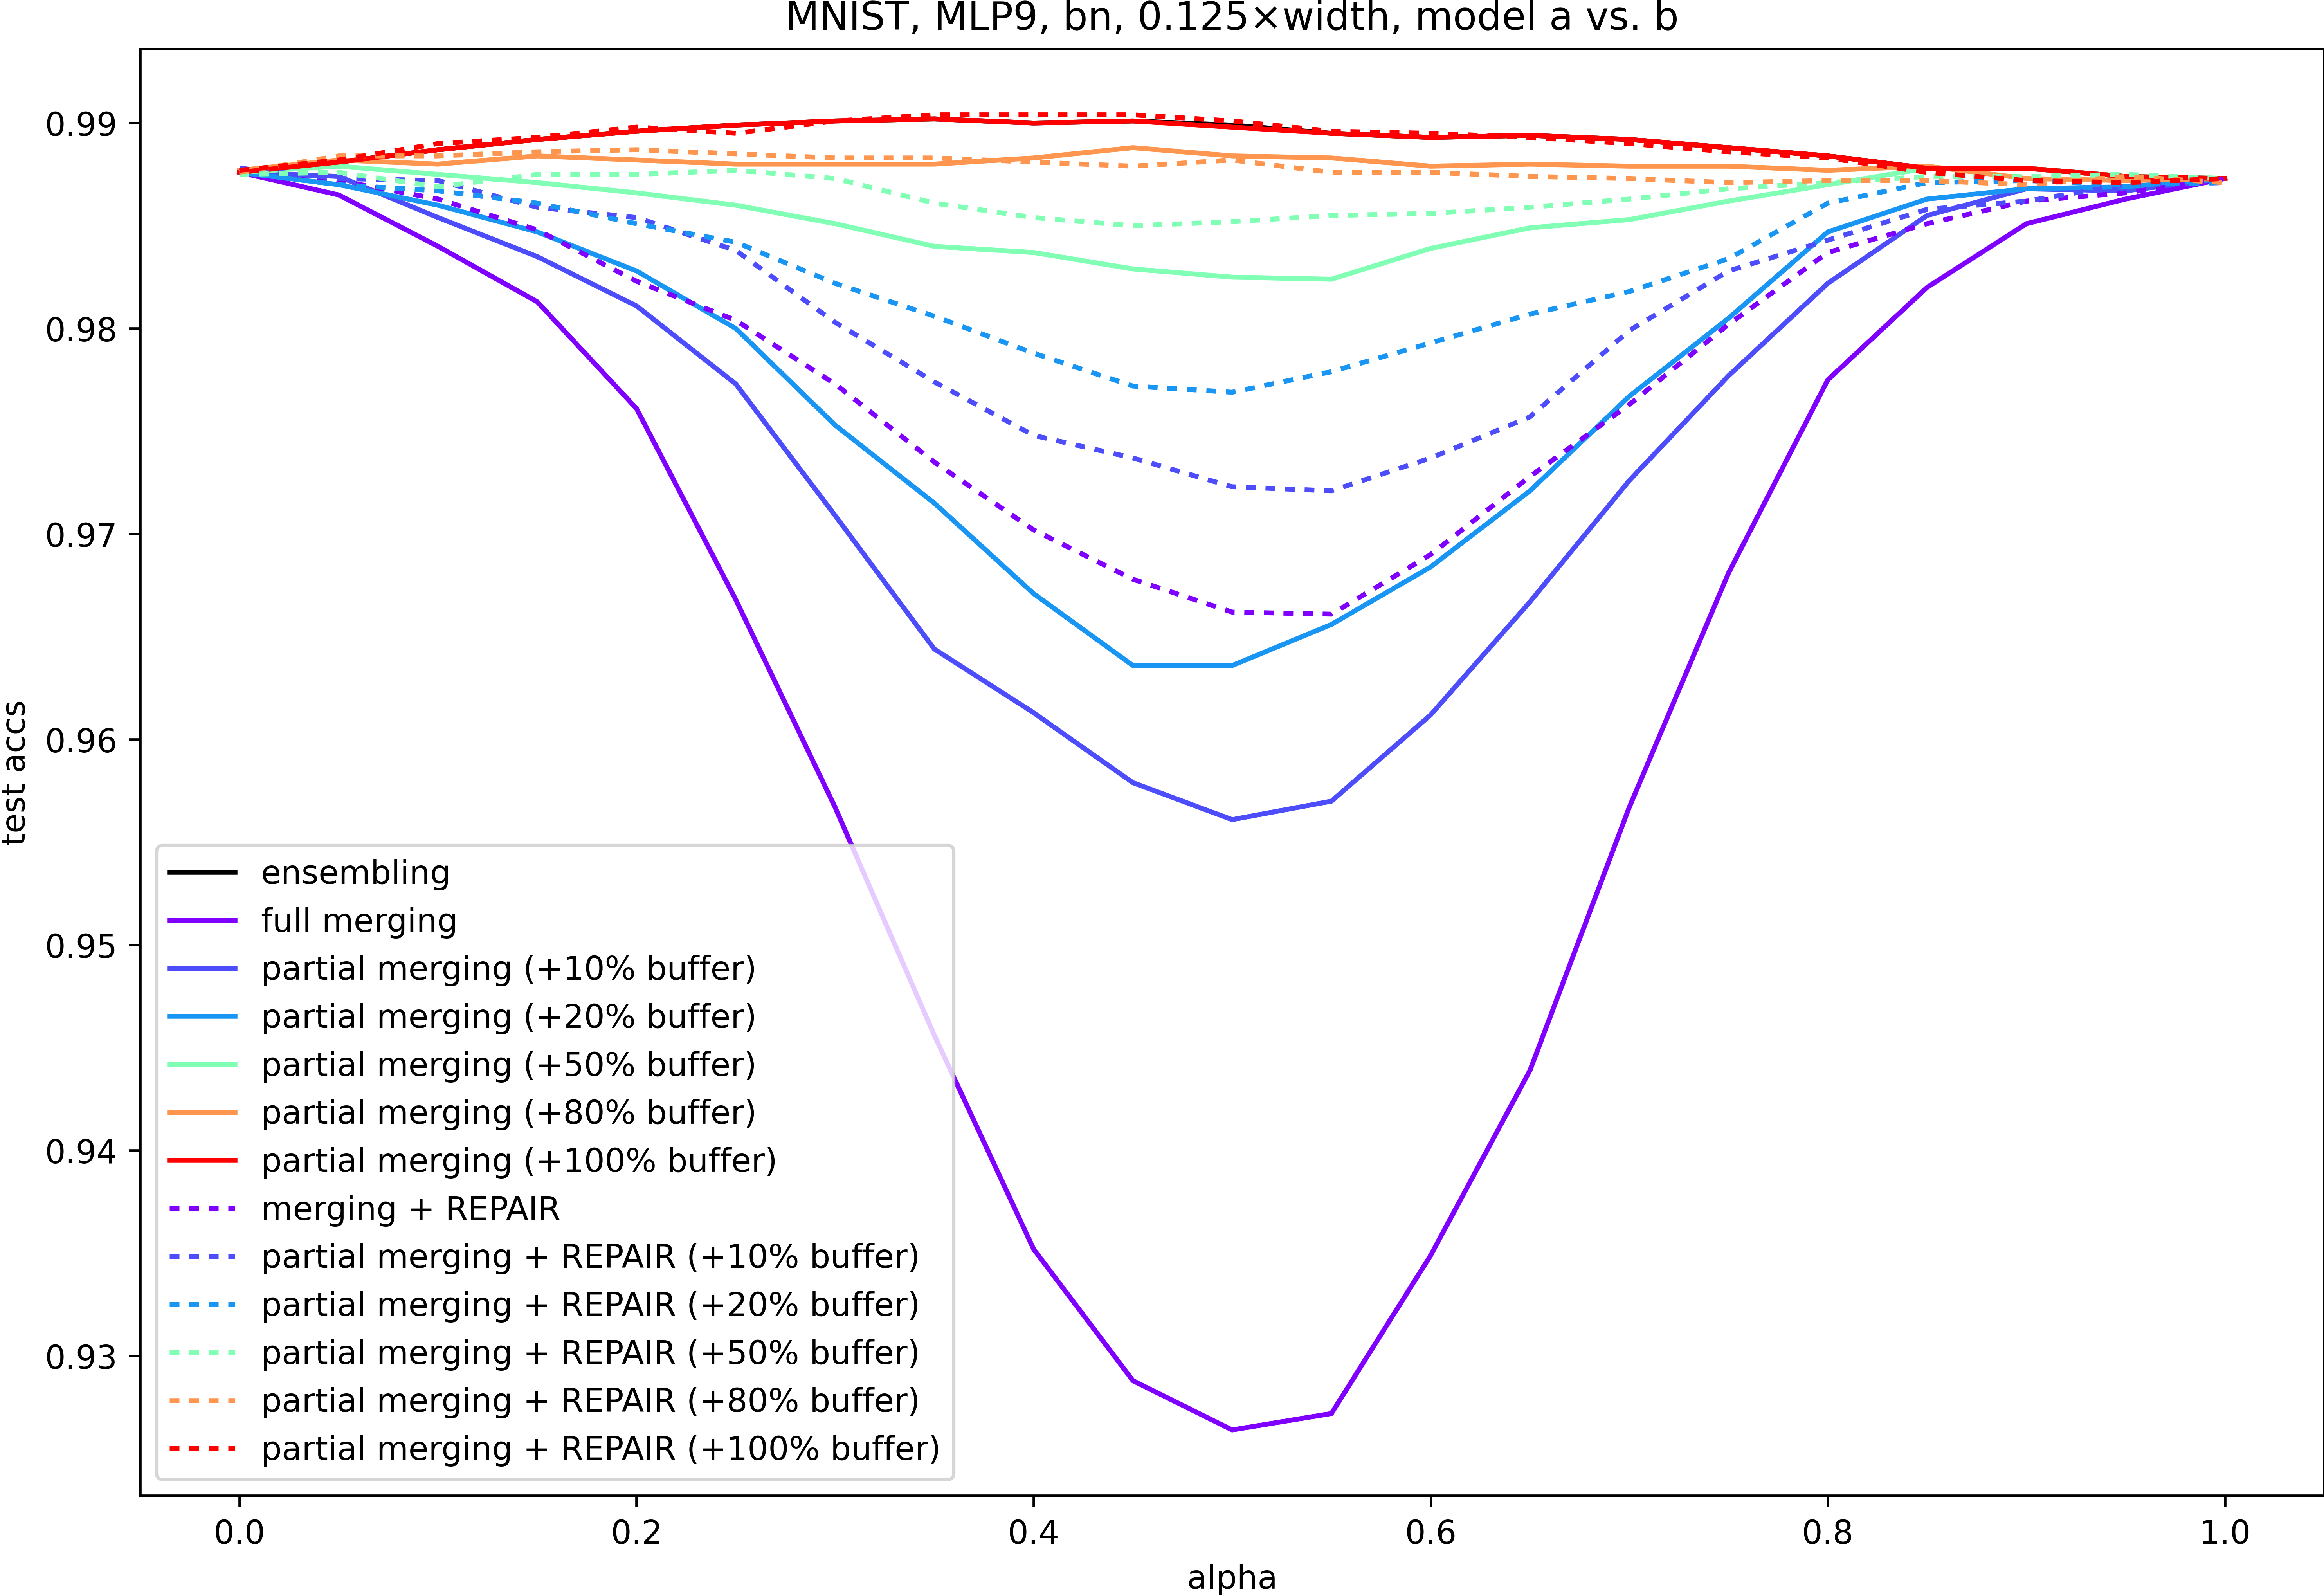 MNIST, MLP9, bn, 0.125×width, model a vs. b
0.99
0.98
0.97
0.96
0.95
0.94
0.93
test accs
ensembling
full merging
partial merging (+10% buffer)
partial merging (+20% buffer)
partial merging (+50% buffer)
partial merging (+80% buffer)
partial merging (+100% buffer)
merging + REPAIR
partial merging + REPAIR (+10% buffer)
partial merging + REPAIR (+20% buffer)
partial merging + REPAIR (+50% buffer)
partial merging + REPAIR (+80% buffer)
partial merging + REPAIR (+100% buffer)
0.0 0.2 0.4 0.6 0.8 1.0
alpha